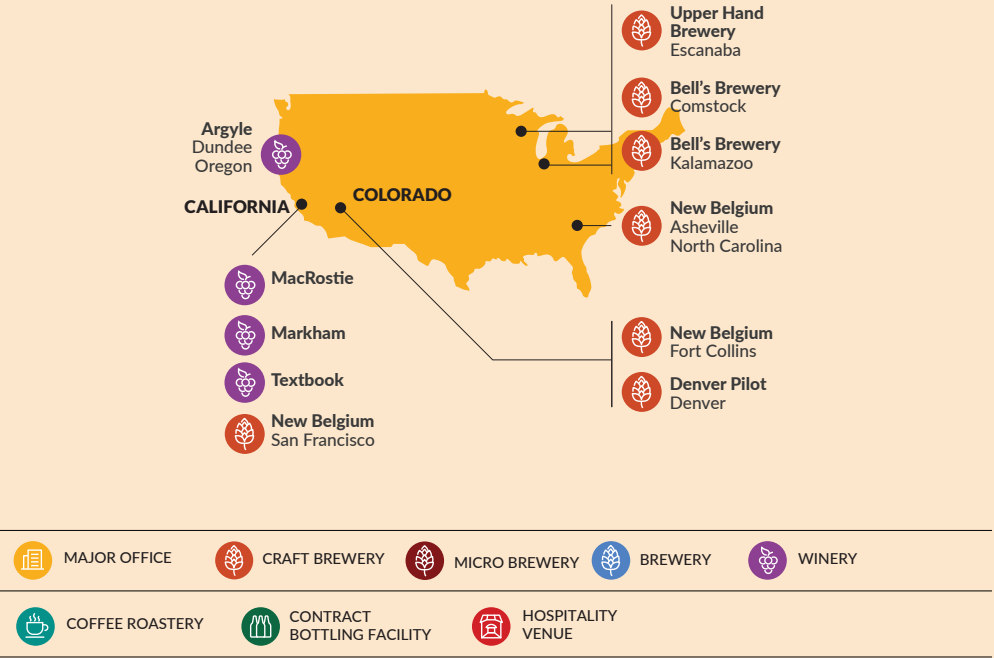 Upper Hand
Brewery
Escanaba
Bell's Brewery
Comstock
Bell's Brewery
Kalamazoo
Argyle
Dundee
Oregon
CALIFORNIA
COLORADO
New Belgium
Asheville
North Carolina
MacRostie
Markham
Textbook
New Belgium
San Francisco
New Belgium
Fort Collins
Denver Pilot
Denver
MAJOR OFFICE
CRAFT BREWERY
MICRO BREWERY
BREWERY
WINERY
COFFEE ROASTERY
CONTRACT
BOTTLING FACILITY
HOSPITALITY
VENUE